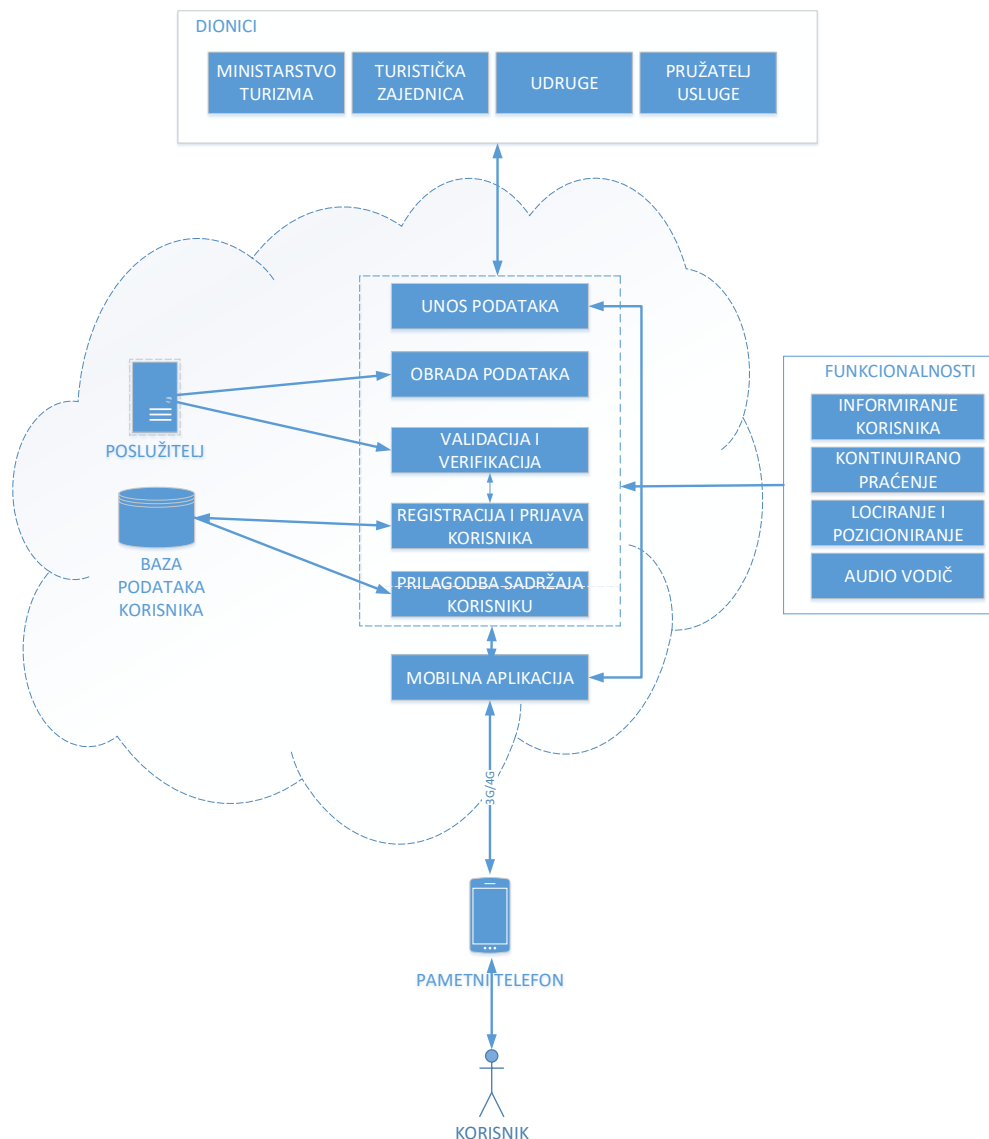 DIONICI
MINISTARSTVO
TURIZMA
TURISTIČKA
ZAJEDNICA
UDRUGE
PRUŽATELJ
USLUGE
UNOS PODATAKA
OBRADA PODATAKA
VALIDACIJA I
VERIFIKACIJA
REGISTRACIJA I PRIJAVA
KORISNIKA
PRILAGODBA SADRŽAJA
KORISNIKU
MOBILNA APLIKACIJA
POSLUŽITELJ
BAZA
PODATAKA
KORISNIKA
FUNKCIONALNOSTI
INFORMIRANJE
KORISNIKA
KONTINUIRANO
PRAĆENJE
LOCIRANJE I
POZICIONIRANJE
AUDIO VODIČ
3G/4G
PAMETNI TELEFON
KORISNIK